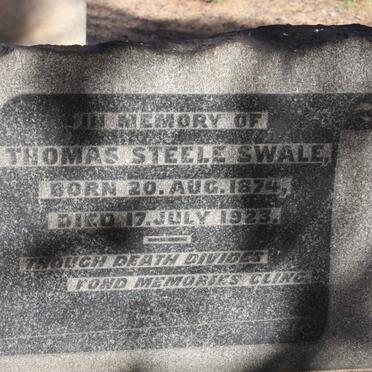 IN MEMORY OF
THOMAS STEELE SWALE,
BORN 20. AUG. 1874,
DIED 17. JULY 1923.
THOUGH DEATH DIVIDES
FOND MEMORIES CLING.